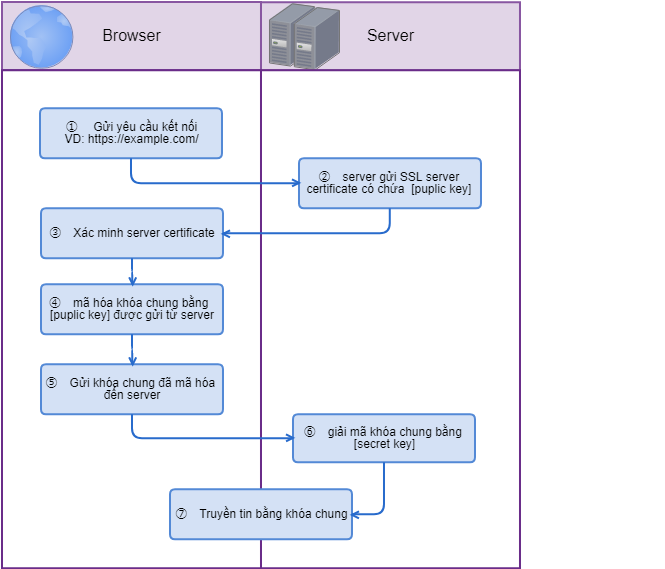 Browser
Server
① Gửi yêu cầu kết nối
VD: https://example.com/
② server gửi SSL server
certificate có chứa [puplic key]
③ Xác minh server certificate
④ mã hóa khóa chung bằng
[puplic key] được gửi từ server
⑤ Gửi khóa chung đã mã hóa
đến server
⑥ giải mã khóa chung bằng
[secret key]
⑦ Truyền tin bằng khóa chung